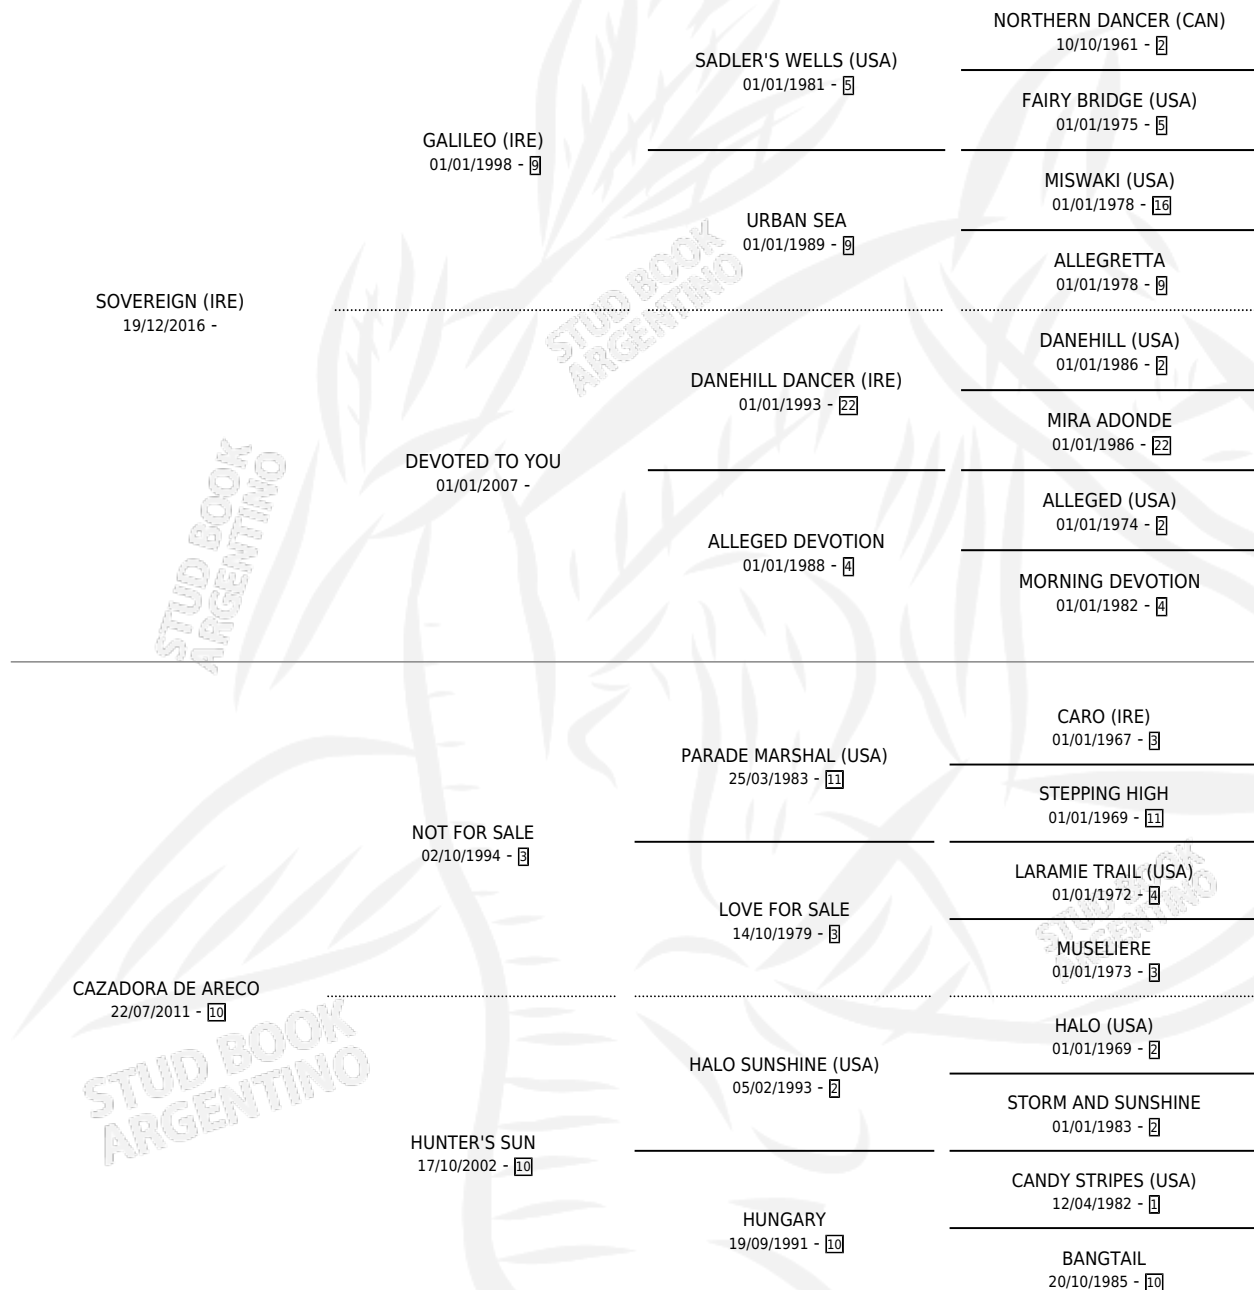 NORTHERN DANCER (CAN)
10/10/1961 - 2
SADLER'S WELLS (USA)
01/01/1981 - 5
FAIRY BRIDGE (USA)
01/01/1975 - 5
GALILEO (IRE)
01/01/1998 - 9
MISWAKI (USA)
01/01/1978 - 16
URBAN SEA
01/01/1989 - 9
ALLEGRETTA
01/01/1978 - 9
SOVEREIGN (IRE)
19/12/2016 -
STUD BOOK
ARGENTINO
DANEHILL (USA)
01/01/1986 - 2
DANEHILL DANCER (IRE)
01/01/1993 - 22
MIRA ADONDE
01/01/1986 - 22
DEVOTED TO YOU
01/01/2007 -
ALLEGED (USA)
01/01/1974 - 2
ALLEGED DEVOTION
01/01/1988 - 4
MORNING DEVOTION
01/01/1982 - 4
STUD BOOK
ARGENTINO
CARO (IRE)
01/01/1967 - 3
PARADE MARSHAL (USA)
25/03/1983 - 11
STEPPING HIGH
01/01/1969 - 11
NOT FOR SALE
02/10/1994 - 3
LARAMIE TRAIL (USA)
01/01/1972 - 4
LOVE FOR SALE
14/10/1979 - 3
MUSELIERE
01/01/1973 - 3
STUD BOOK
ARGENTINO
CAZADORA DE ARECO
22/07/2011 - 10
HALO (USA)
01/01/1969 - 2
HALO SUNSHINE (USA)
05/02/1993 - 2
STORM AND SUNSHINE
01/01/1983 - 2
STUD BOOK
ARGENTINO
HUNTER'S SUN
17/10/2002 - 10
CANDY STRIPES (USA)
12/04/1982 - 1
HUNGARY
19/09/1991 - 10
BANGTAIL
20/10/1985 - 10